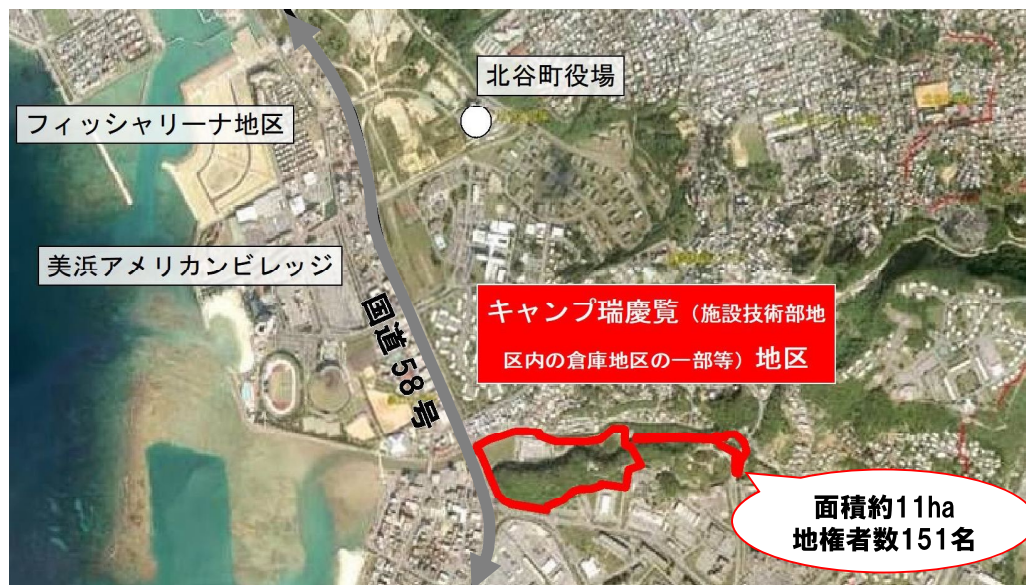 北谷町役場
フィッシャリーナ地区
美浜アメリカンビレッジ
国道58号
キャンプ瑞慶覧（施設技術部地
区内の倉庫地区の一部等）地区
面積約11ha
地権者数151名